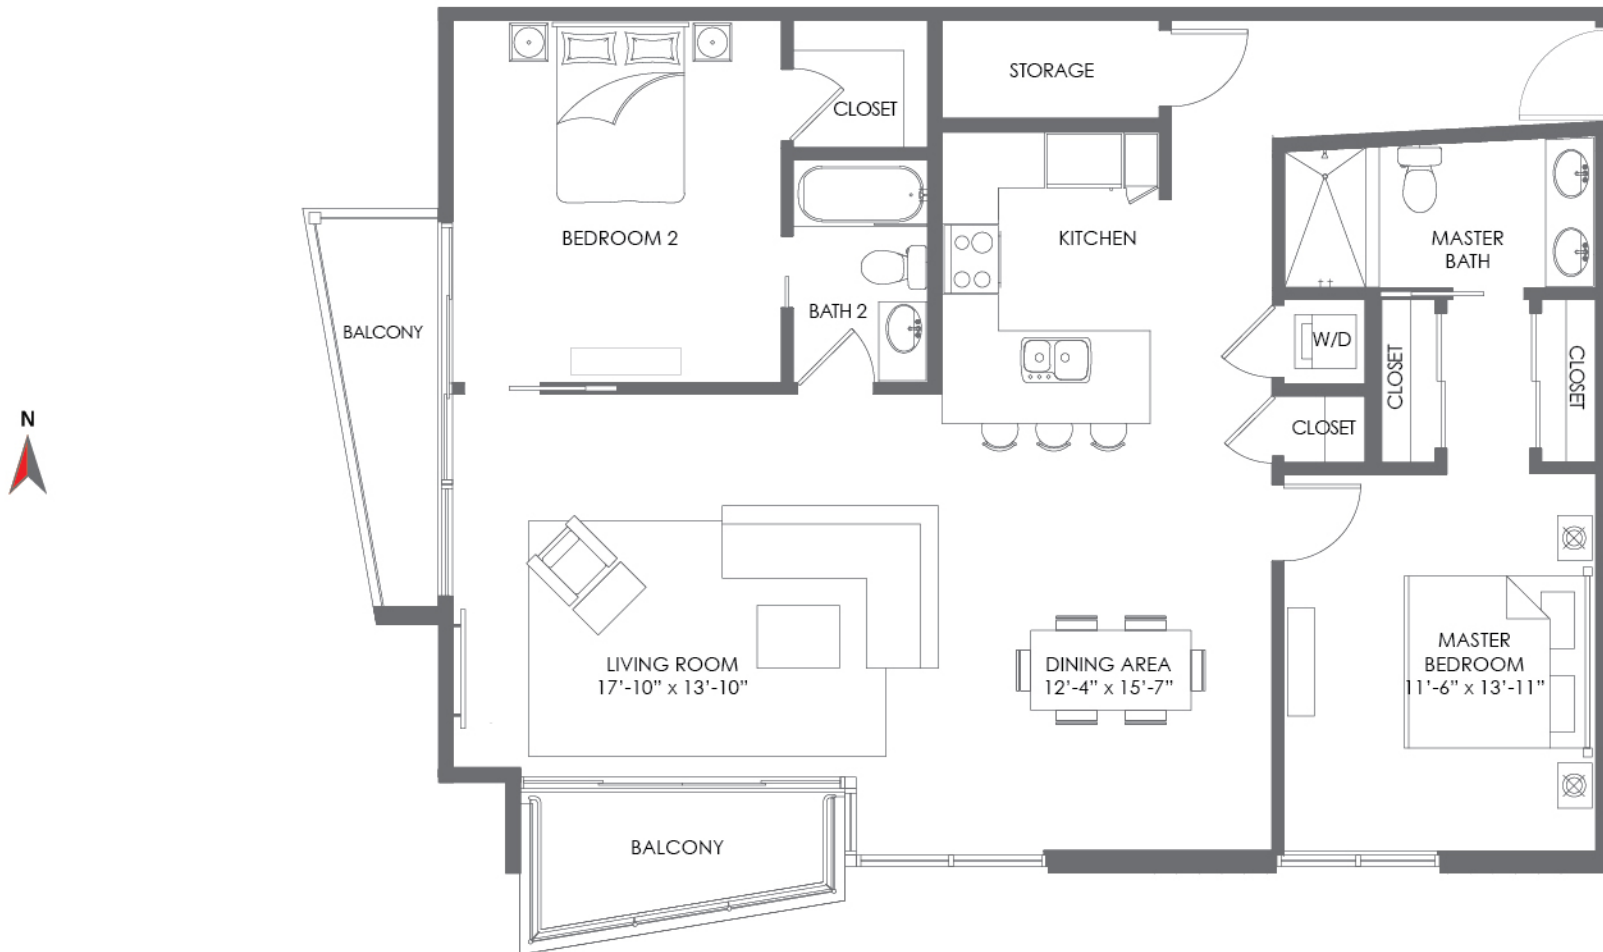 STORAGE
CLOSET
BEDROOM 2
KITCHEN
MASTER
BATH
BATH 2
BALCONY
W/D
CLOSET
CLOSET
CLOSET
N
LIVING ROOM
17'-10" x 13'-10"
DINING AREA
12'-4" x 15'-7"
MASTER
BEDROOM
11'-6" x 13'-11"
BALCONY